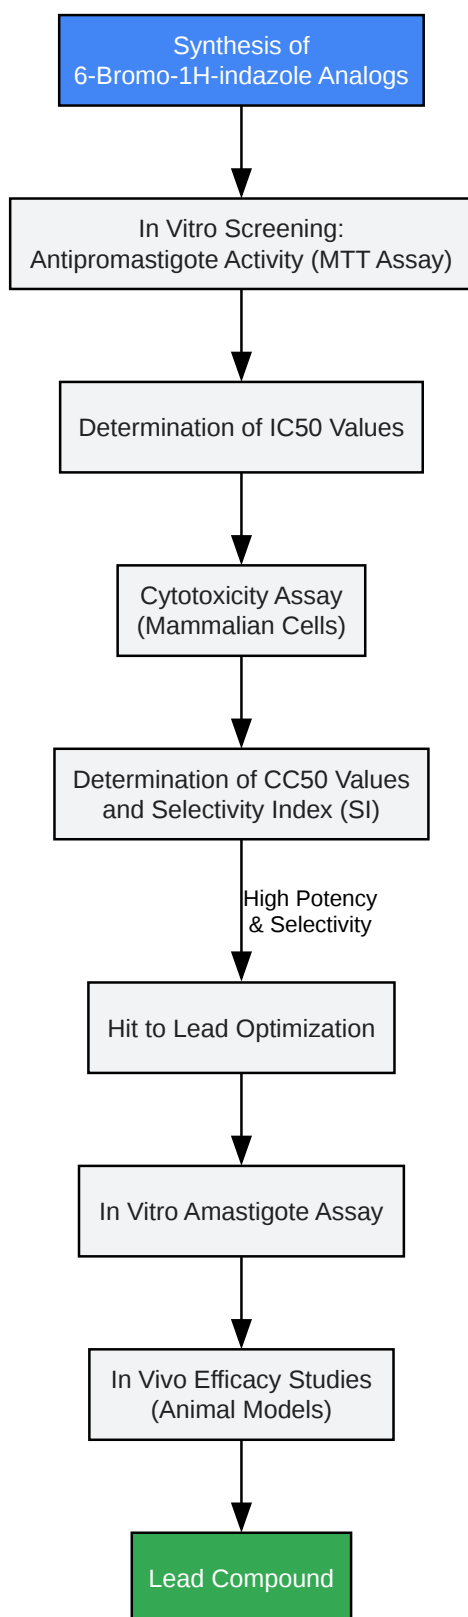 Synthesis of
6-Bromo-1H-indazole Analogs
In Vitro Screening:
Antipromastigote Activity (MTT Assay)
Determination of IC50 Values
Cytotoxicity Assay
(Mammalian Cells)
Determination of CC50 Values
and Selectivity Index (SI)
High Potency
& Selectivity
Hit to Lead Optimization
In Vitro Amastigote Assay
In Vivo Efficacy Studies
(Animal Models)
Lead Compound